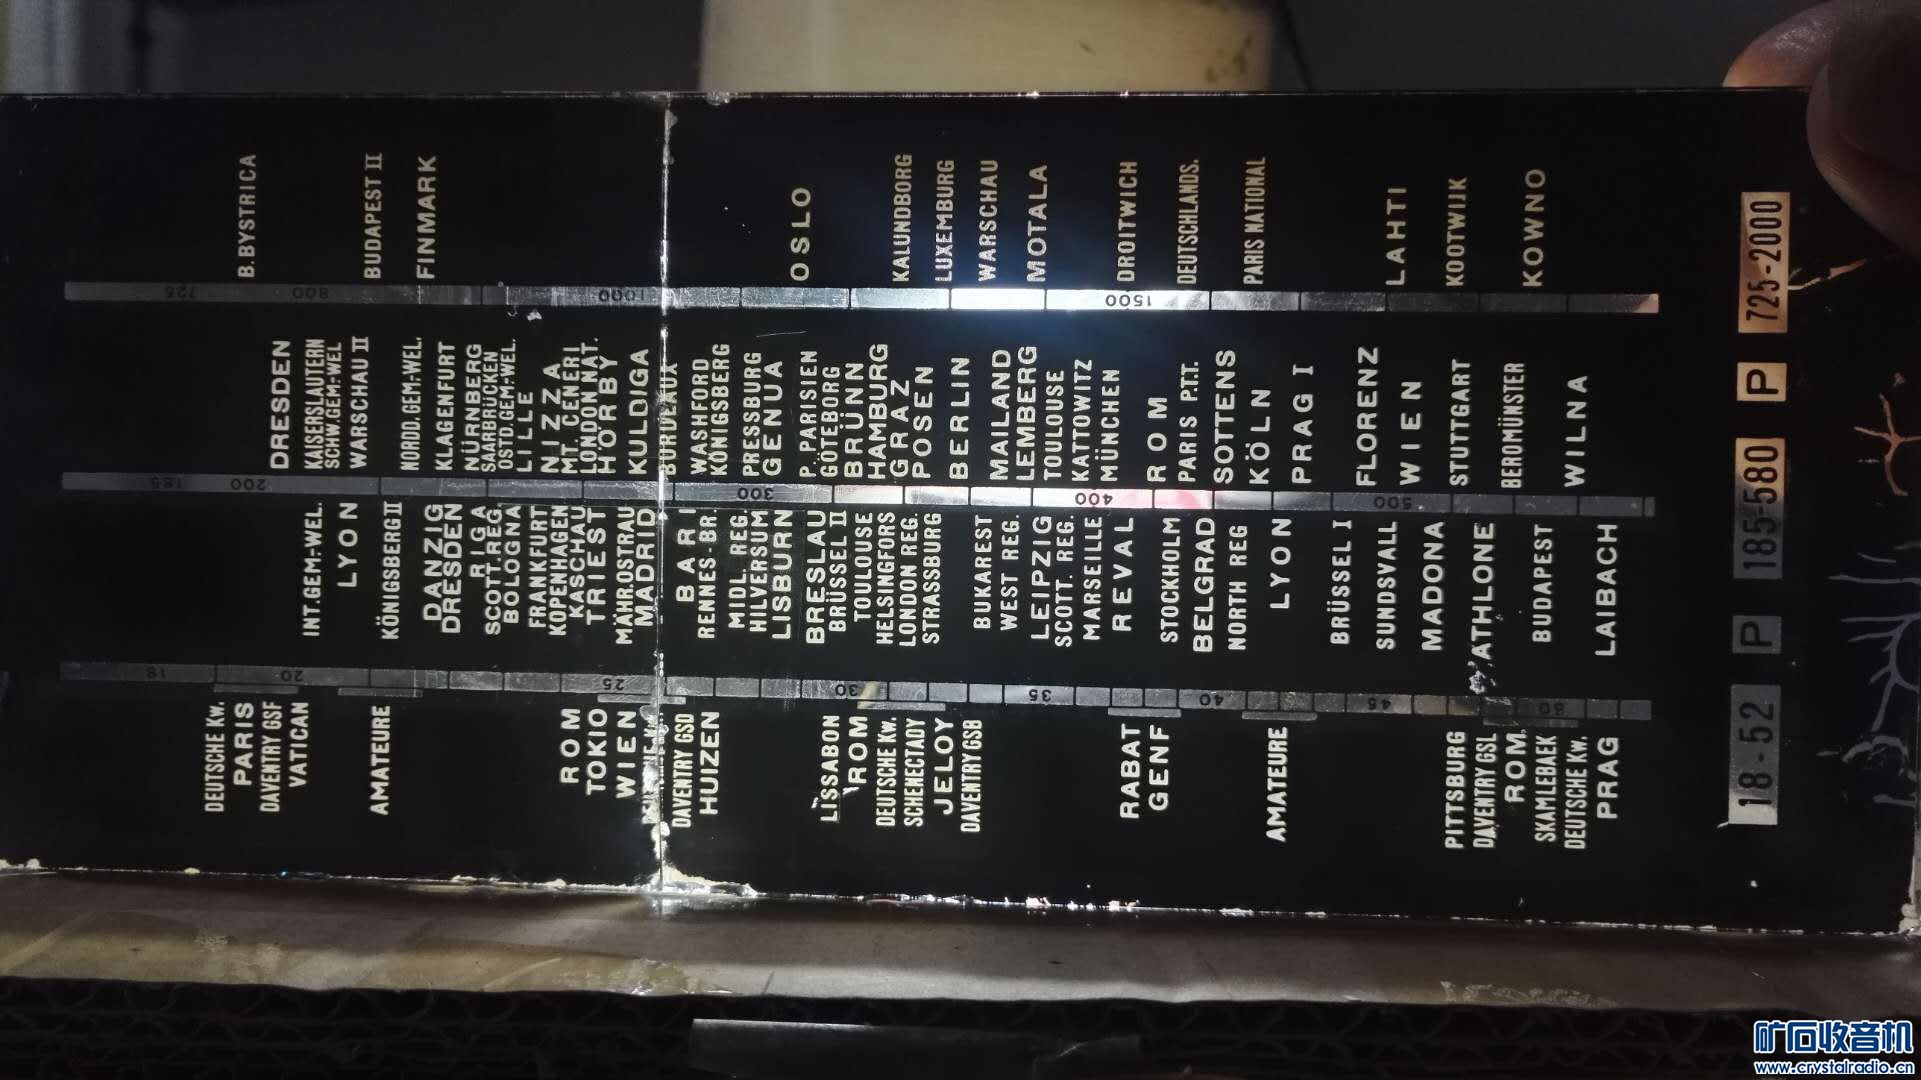 B.BYSTRICA
BUDAPEST II
FINMARK
OSLO
KALUNDBORG
LUXEMBURG
WARSCHAU
MOTALA
DROITWICH
DEUTSCHLANDS.
PARIS NATIONAL
LAHTI
KOOTWIJK
KOWNO
725
800
1000
1500
725-2000
DRESDEN
KAISERSLAUTERN
SCHW.GEM-WEL
WARSCHAU II
NORDD.GEM-WEL.
KLAGENFURT
NÜRNBERG
SAARBRÜCKEN
OSTD.GEM-WEL.
LILLE
NIZZA
MT. CENERI
LONDON NAT.
HÖRBY
KULDIGA
BORDEAUX
WASHFORD
KÖNIGSBERG
PRESSBURG
GENUA
P. PARISIEN
GÖTEBORG
BRÜNN
HAMBURG
GRAZ
POSEN
BERLIN
MAILAND
LEMBERG
TOULOUSE
KATTOWITZ
MÜNCHEN
ROM
PARIS P.T.T.
SOTTENS
KÖLN
PRAG I
FLORENZ
WIEN
STUTTGART
BEROMÜNSTER
WILNA
P
185
200
300
400
500
185-580
INT.GEM.-WEL.
LYON
KÖNIGSBERG II
DANZIG
DRESDEN
RIGA
SCOTT.REG.
BOLOGNA
FRANKFURT
KOPENHAGEN
KASCHAU
TRIEST
MÄHR.OSTRAU
MADRID
BARI
RENNES-BR.
MIDL. REG.
HILVERSUM
LISBURN
BRESLAU
BRÜSSEL II
TOULOUSE
HELSINGFORS
LONDON REG.
STRASSBURG
BUKAREST
WEST REG.
LEIPZIG
SCOTT. REG.
MARSEILLE
REVAL
STOCKHOLM
BELGRAD
NORTH REG
LYON
BRÜSSEL I
SUNDSVALL
MADONA
ATHLONE
BUDAPEST
LAIBACH
P
18
20
25
30
35
40
45
50
18-52
DEUTSCHE Kw.
PARIS
DAVENTRY GSF
VATICAN
AMATEURE
ROM
TOKIO
WIEN
DAVENTRY GSD
HUIZEN
LISSABON
ROM
DEUTSCHE Kw.
SCHENECTADY
JELOY
DAVENTRY GSB
RABAT
GENF
AMATEURE
PITTSBURG
DAVENTRY GSL
ROM.
SKAMLEBAEK
DEUTSCHE Kw.
PRAG
矿石收音机
www.crystalradio.cn